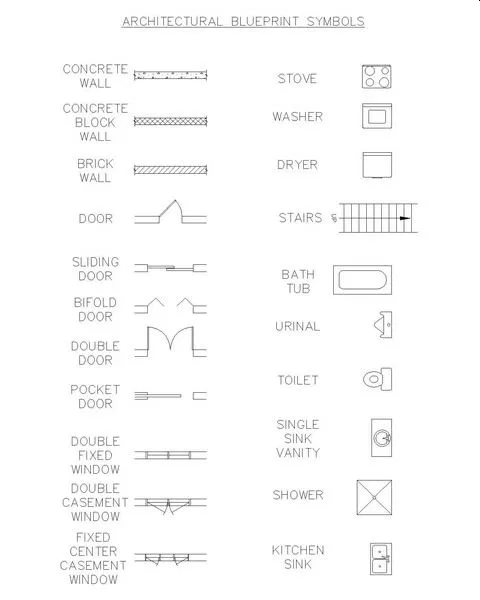 ARCHITECTURAL BLUEPRINT SYMBOLS
CONCRETE
WALL
CONCRETE
BLOCK
WALL
BRICK
WALL
DOOR
SLIDING
DOOR
BIFOLD
DOOR
DOUBLE
DOOR
POCKET
DOOR
DOUBLE
FIXED
WINDOW
DOUBLE
CASEMENT
WINDOW
FIXED
CENTER
CASEMENT
WINDOW
STOVE
WASHER
DRYER
STAIRS
BATH
TUB
URINAL
TOILET
SINGLE
SINK
VANITY
SHOWER
KITCHEN
SINK